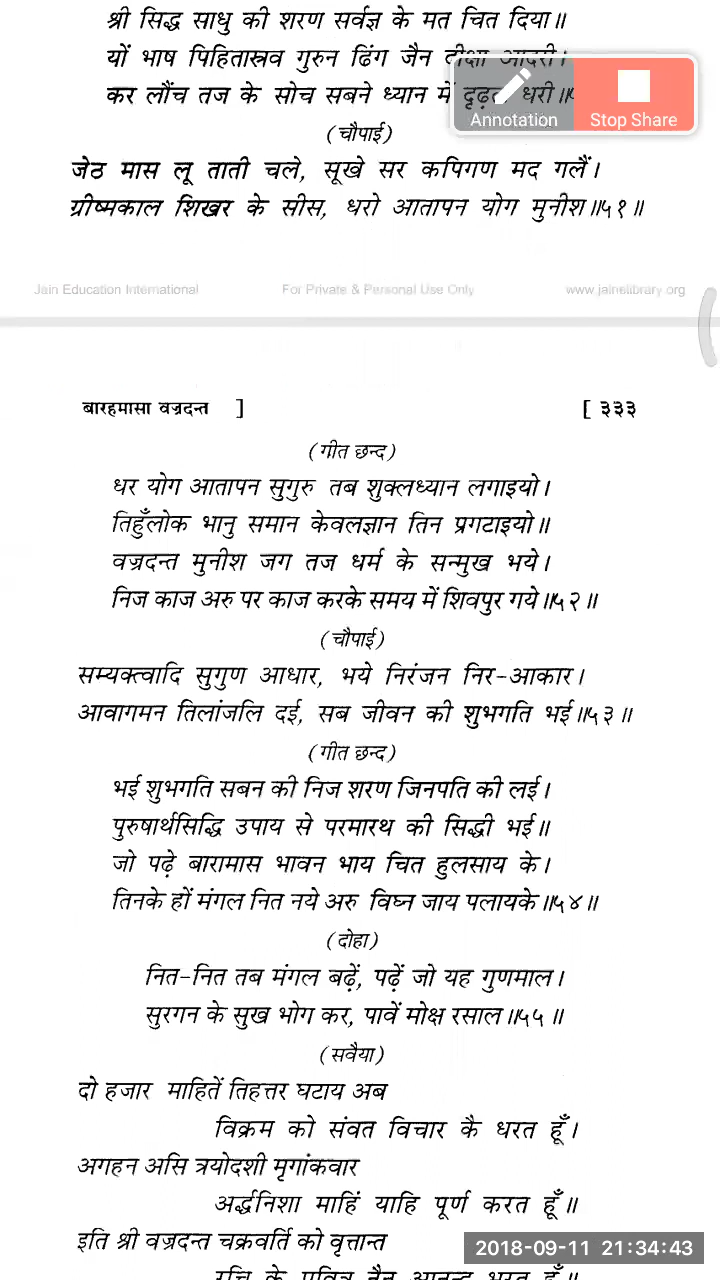 श्री सिद्ध साधु की शरण सर्वज्ञ के मत चित दिया॥
यों भाष पिहितास्रव गुरुन ढिंग जैन दीक्षा आदरी।
कर लौंच तज के सोच सबने ध्यान में दृढ़ता धरी॥
Annotation
Stop Share
(चौपाई)
जेठ मास लू ताती चले, सूखे सर कपिगण मद गलैं।
ग्रीष्मकाल शिखर के सीस, धरो आतापन योग मुनीश॥५१॥
Jain Education International For Private & Personal Use Only www.jainelibrary.org
बारहमासा वज्रदन्त ] [ ३३३
(गीत छन्द)
धर योग आतापन सुगुरु तब शुक्लध्यान लगाइयो।
तिहुँलोक भानु समान केवलज्ञान तिन प्रगटाइयो॥
वज्रदन्त मुनीश जग तज धर्म के सन्मुख भये।
निज काज अरु पर काज करके समय में शिवपुर गये॥५२॥
(चौपाई)
सम्यक्त्वादि सुगुण आधार, भये निरंजन निर-आकार।
आवागमन तिलांजलि दई, सब जीवन की शुभगति भई॥५३॥
(गीत छन्द)
भई शुभगति सबन की निज शरण जिनपति की लई।
पुरुषार्थसिद्धि उपाय से परमारथ की सिद्धी भई॥
जो पढ़े बारामास भावन भाय चित हुलसाय के।
तिनके हों मंगल नित नये अरु विघ्न जाय पलायके॥५४॥
(दोहा)
नित-नित तब मंगल बढ़ें, पढ़ें जो यह गुणमाल।
सुरगन के सुख भोग कर, पावें मोक्ष रसाल॥५५॥
(सवैया)
दो हजार माहितें तिहत्तर घटाय अब
विक्रम को संवत विचार कै धरत हूँ।
अगहन असि त्रयोदशी मृगांकवार
अर्द्धनिशा माहिं याहि पूर्ण करत हूँ॥
इति श्री वज्रदन्त चक्रवर्ति को वृत्तान्त
2018-09-11 21:34:43
के पवित्र नैन आनन्द भरत हूँ॥